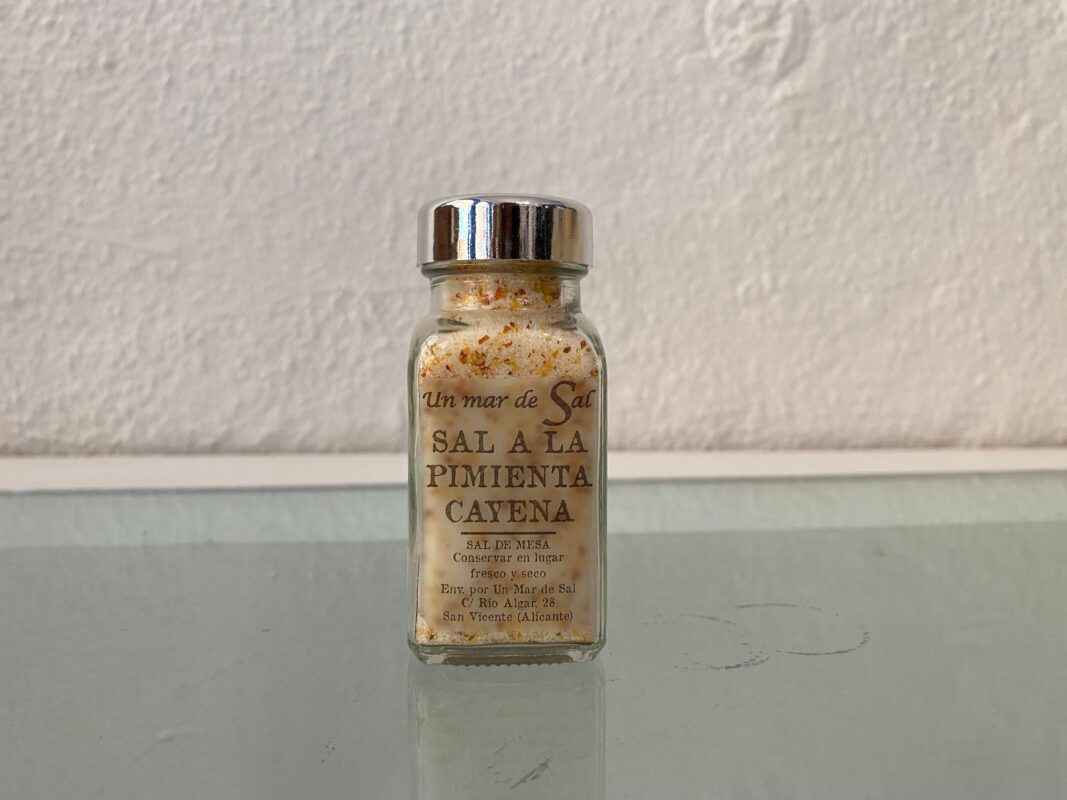 Un mar de Sal
SAL A LA
PIMIENTA
CAYENA
SAL DE MESA
Conservar en lugar
fresco y seco
Env. por Un Mar de Sal
C/ Rio Algar, 28
San Vicente (Alicante)